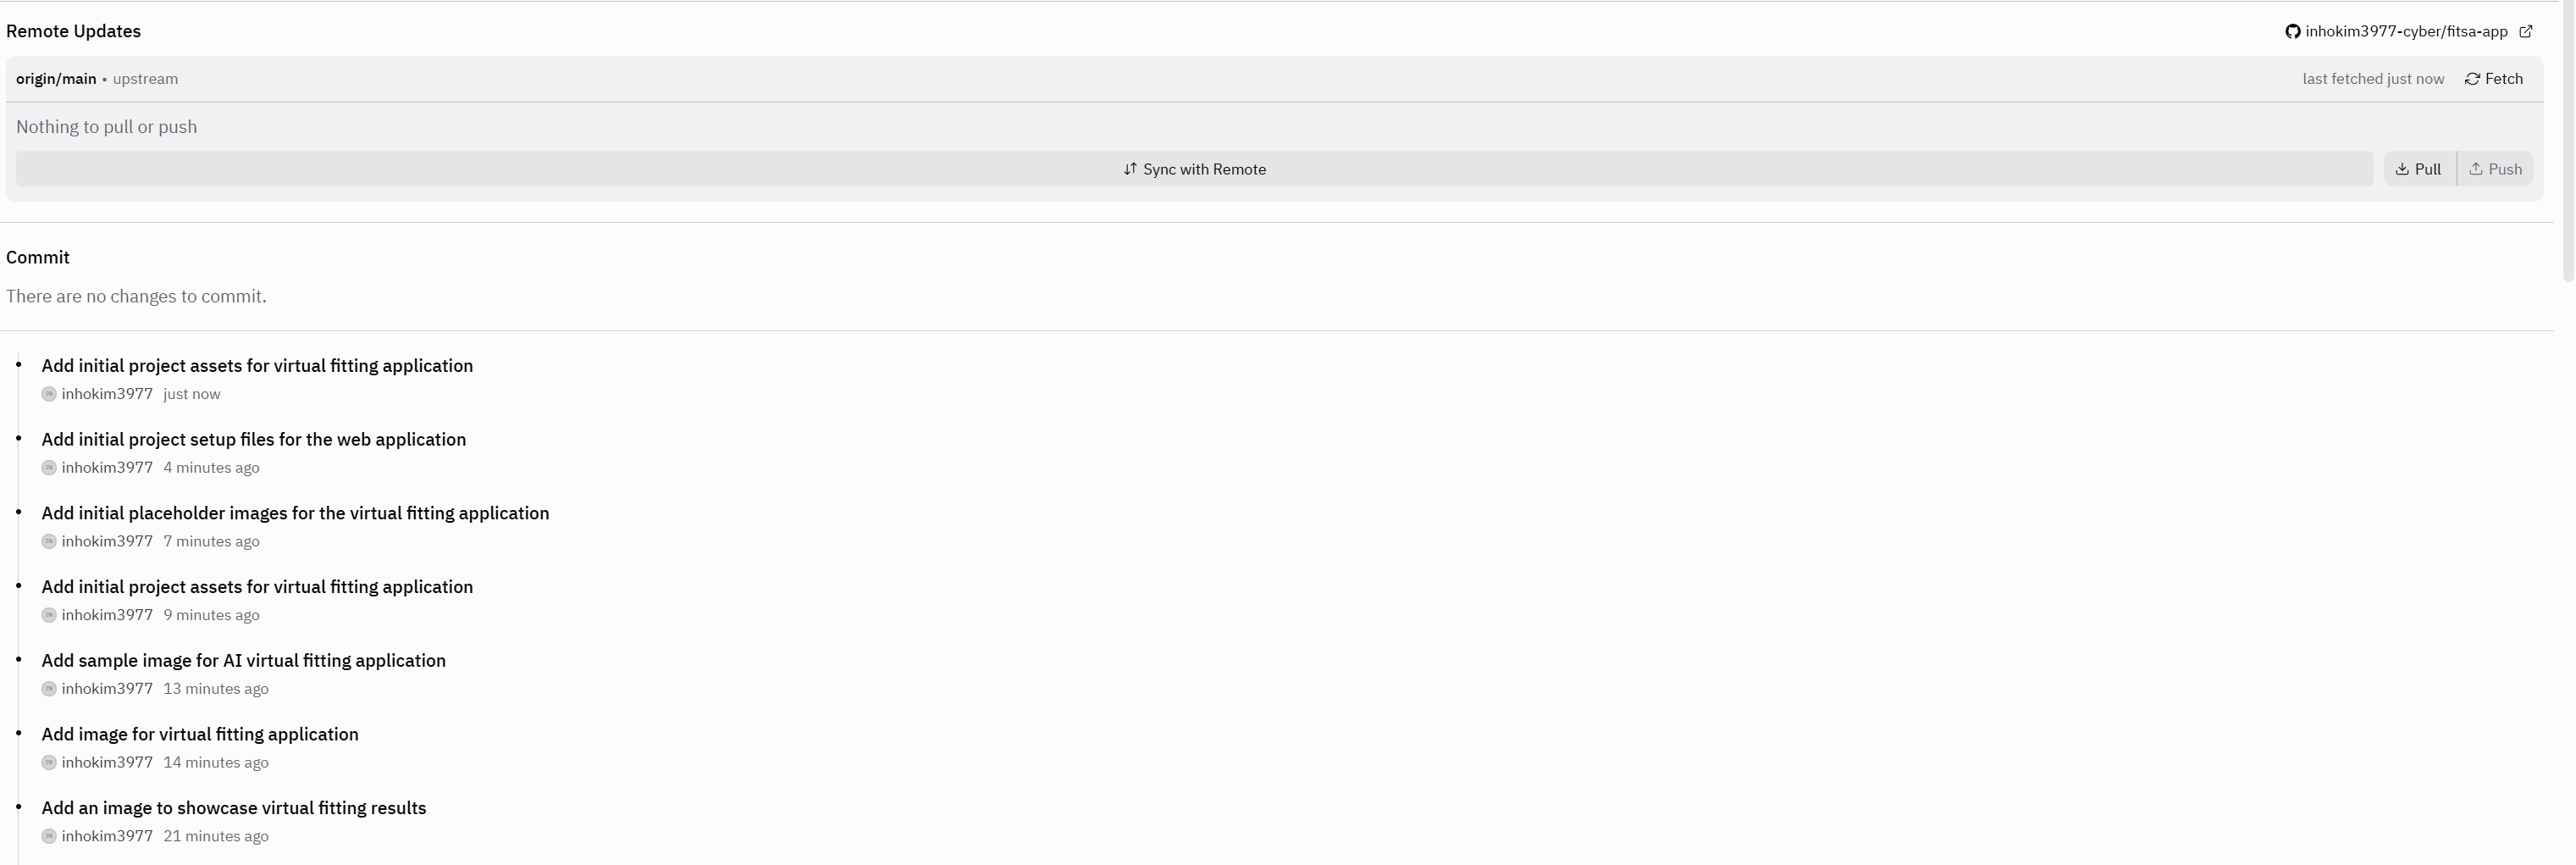 Remote Updates
inhokim3977-cyber/fitsa-app
origin/main • upstream
last fetched just now
Fetch
Nothing to pull or push
Sync with Remote
Pull
Push
Commit
There are no changes to commit.
Add initial project assets for virtual fitting application
inhokim3977 just now
Add initial project setup files for the web application
inhokim3977 4 minutes ago
Add initial placeholder images for the virtual fitting application
inhokim3977 7 minutes ago
Add initial project assets for virtual fitting application
inhokim3977 9 minutes ago
Add sample image for AI virtual fitting application
inhokim3977 13 minutes ago
Add image for virtual fitting application
inhokim3977 14 minutes ago
Add an image to showcase virtual fitting results
inhokim3977 21 minutes ago